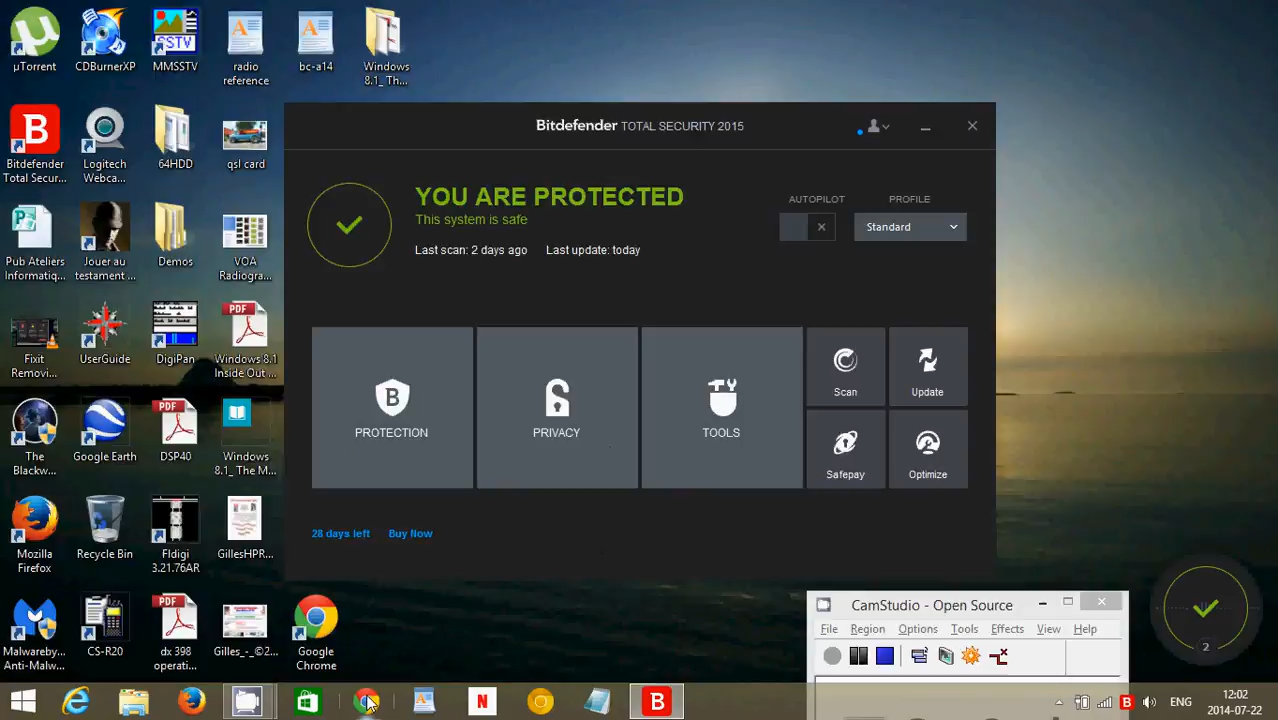 µTorrent
CDBurnerXP
MMSSTV
SSTV
radio
reference
bc-a14
Windows
8.1_ Th...
B
Bitdefender
Total Secur...
Logitech
Webca...
64HDD
qsl card
Pub Ateliers
Informatiq...
Jouer au
testament ...
Demos
VOA
Radiogra...
Fixit
Removi...
UserGuide
DigiPan
PDF
Windows 8.1
Inside Out ...
The
Blackw...
Google Earth
PDF
DSP40
Windows
8.1_ The M...
Mozilla
Firefox
Recycle Bin
Fldigi
3.21.76AR
GillesHPR...
Malwareby...
Anti-Malw...
CS-R20
PDF
dx 398
operati...
Gilles_-_©2...
Google
Chrome
Bitdefender TOTAL SECURITY 2015
YOU ARE PROTECTED
This system is safe
Last scan: 2 days ago Last update: today
AUTOPILOT
PROFILE
Standard
B
PROTECTION
PRIVACY
TOOLS
Scan
Update
Safepay
Optimize
28 days left Buy Now
CamStudio - Open Source
File Region Options Tools Effects View Help
2
N
B
B
ENG
12:02
2014-07-22